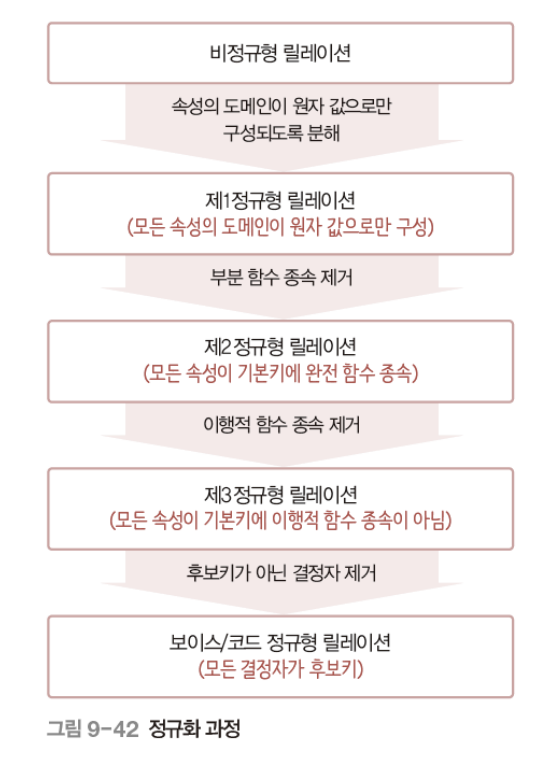 비정규형 릴레이션
속성의 도메인이 원자 값으로만
구성되도록 분해
제1정규형 릴레이션
(모든 속성의 도메인이 원자 값으로만 구성)
부분 함수 종속 제거
제2정규형 릴레이션
(모든 속성이 기본키에 완전 함수 종속)
이행적 함수 종속 제거
제3정규형 릴레이션
(모든 속성이 기본키에 이행적 함수 종속이 아님)
후보키가 아닌 결정자 제거
보이스/코드 정규형 릴레이션
(모든 결정자가 후보키)
그림 9-42 정규화 과정